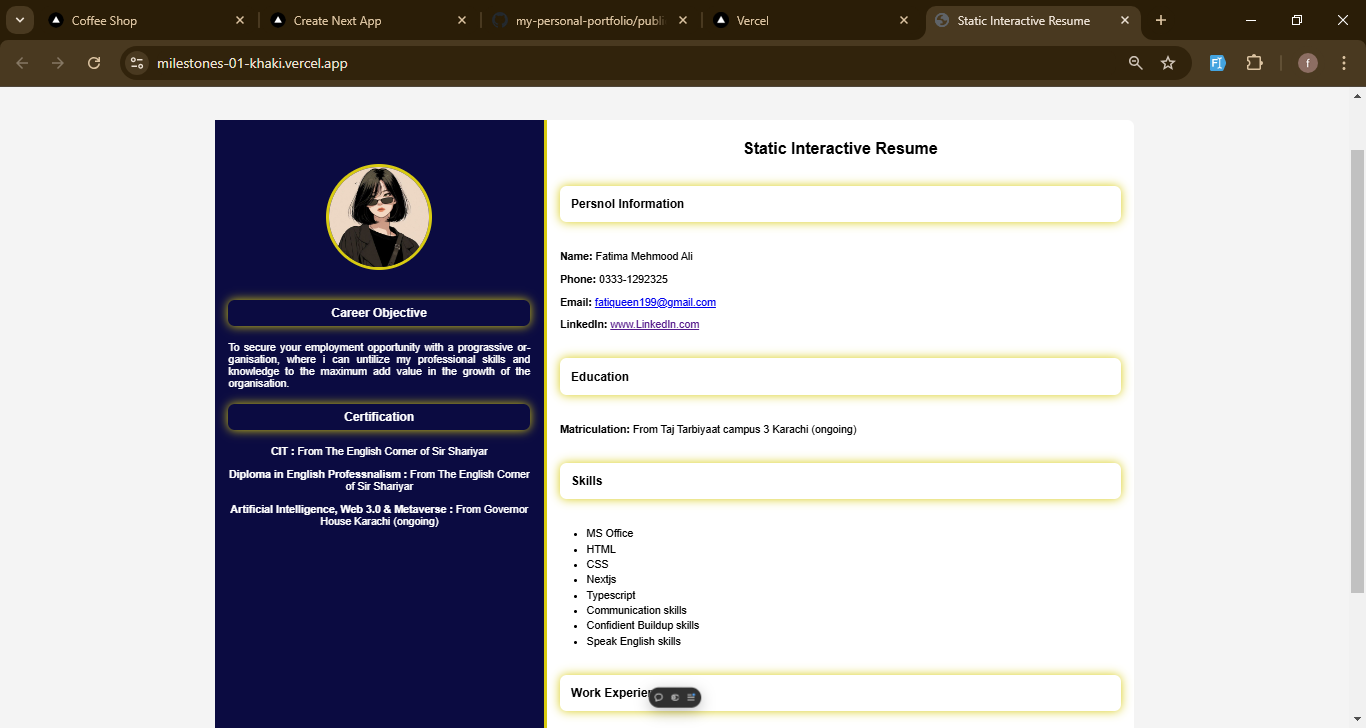 Coffee Shop
Create Next App
my-personal-portfolio/publi
Vercel
Static Interactive Resume
milestones-01-khaki.vercel.app
f
Career Objective
To secure your employment opportunity with a prograssive or-
ganisation, where i can untilize my professional skills and
knowledge to the maximum add value in the growth of the
organisation.
Certification
CIT : From The English Corner of Sir Shariyar
Diploma in English Professnalism : From The English Corner
of Sir Shariyar
Artificial Intelligence, Web 3.0 & Metaverse : From Governor
House Karachi (ongoing)
Static Interactive Resume
Persnol Information
Name: Fatima Mehmood Ali
Phone: 0333-1292325
Email: fatiqueen199@gmail.com
LinkedIn: www.LinkedIn.com
Education
Matriculation: From Taj Tarbiyaat campus 3 Karachi (ongoing)
Skills
• MS Office
• HTML
• CSS
• Nextjs
• Typescript
• Communication skills
• Confidient Buildup skills
• Speak English skills
Work Experien